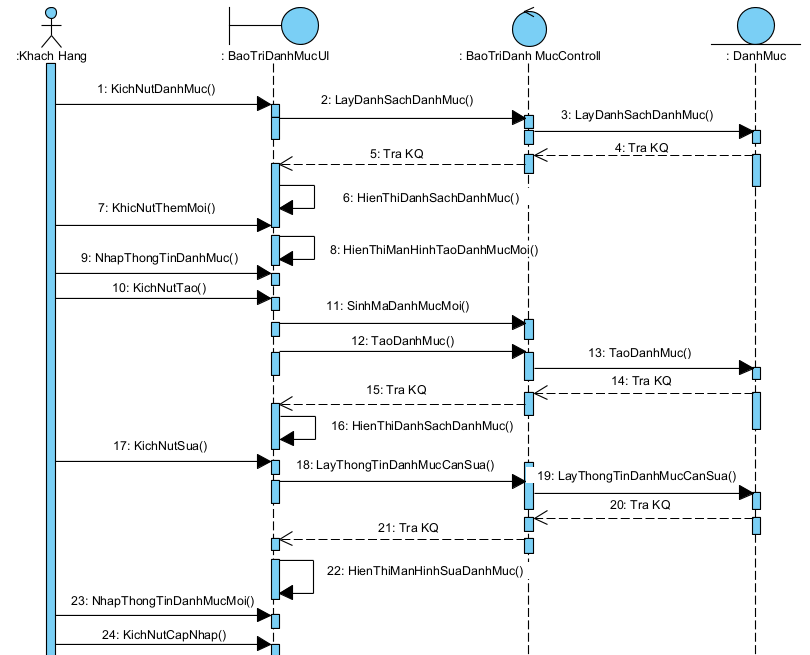 :Khach Hang
: BaoTriDanhMucUI
: BaoTriDanh MucControll
: DanhMuc
1: KichNutDanhMuc()
2: LayDanhSachDanhMuc()
3: LayDanhSachDanhMuc()
4: Tra KQ
5: Tra KQ
6: HienThiDanhSachDanhMuc()
7: KhicNutThemMoi()
8: HienThiManHinhTaoDanhMucMoi()
9: NhapThongTinDanhMuc()
10: KichNutTao()
11: SinhMaDanhMucMoi()
12: TaoDanhMuc()
13: TaoDanhMuc()
14: Tra KQ
15: Tra KQ
16: HienThiDanhSachDanhMuc()
17: KichNutSua()
18: LayThongTinDanhMucCanSua()
19: LayThongTinDanhMucCanSua()
20: Tra KQ
21: Tra KQ
22: HienThiManHinhSuaDanhMuc()
23: NhapThongTinDanhMucMoi()
24: KichNutCapNhap()